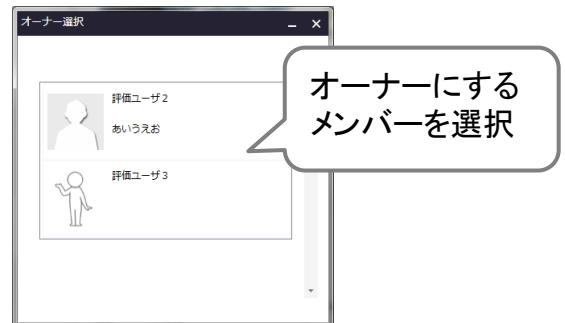 オーナー選択
評価ユーザ2
あいうえお
評価ユーザ3
オーナーにする
メンバーを選択